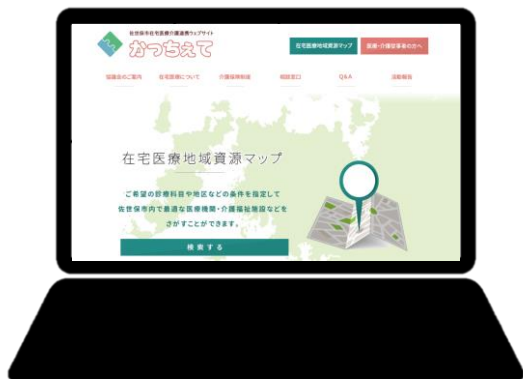 佐世保市在宅医療介護連携ウェブサイト
かっちぇて
在宅医療地域資源マップ
医療・介護従事者の方へ
協議会のご案内
在宅医療について
介護保険制度
相談窓口
Q&A
活動報告
在宅医療地域資源マップ
ご希望の診療科目や地区などの条件を指定して
佐世保市内で最適な医療機関・介護福祉施設などを
さがすことができます。
検索する